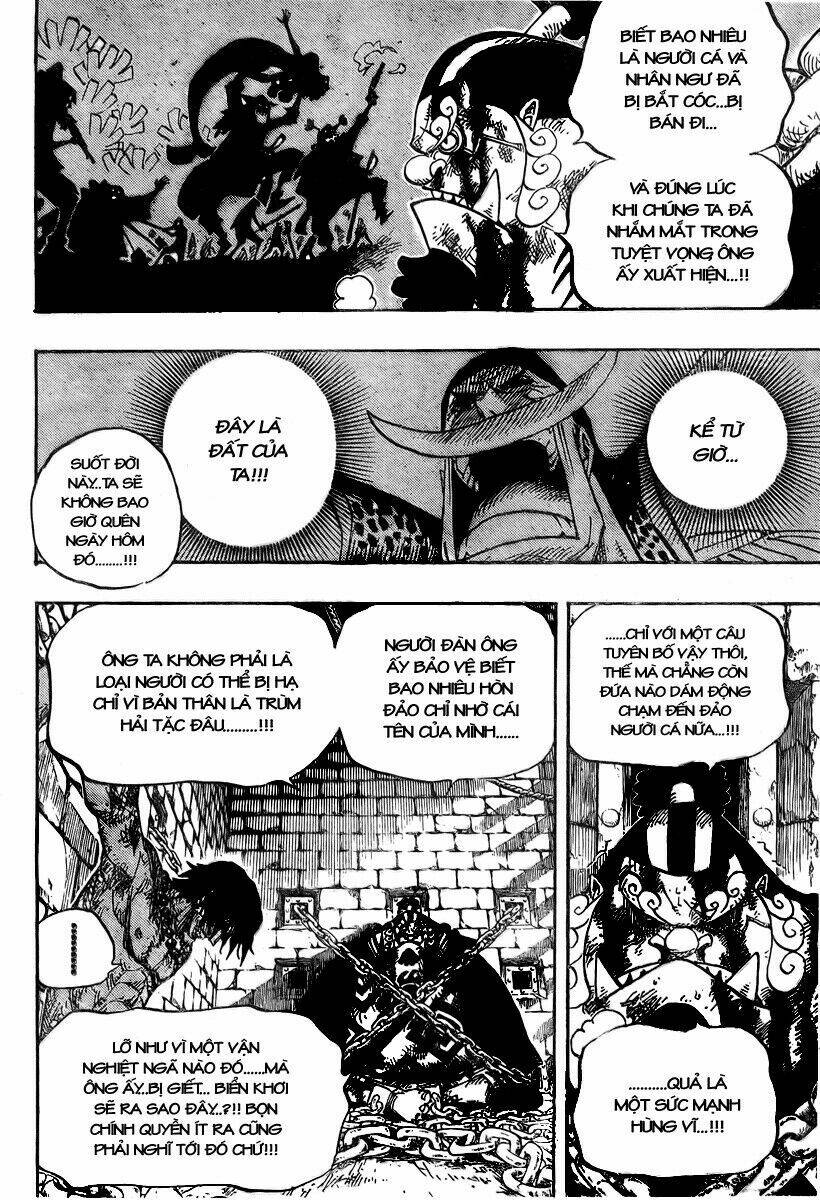 BIẾT BAO NHIÊU
LÀ NGƯỜI CÁ VÀ
NHÂN NGƯ ĐÃ
BỊ BẮT CÓC...BỊ
BÁN ĐI...
VÀ ĐÚNG LÚC
KHI CHÚNG TA ĐÃ
NHẮM MẮT TRONG
TUYỆT VỌNG, ÔNG
ẤY XUẤT HIỆN...!!
KỂ TỪ
GIỜ...
ĐÂY LÀ
ĐẤT CỦA
TA!!!
SUỐT ĐỜI
NÀY..TA SẼ
KHÔNG BAO
GIỜ QUÊN
NGÀY HÔM
ĐÓ.........!!!
......CHỈ VỚI MỘT CÂU
TUYÊN BỐ VẬY THÔI,
THẾ MÀ CHẲNG CÒN
ĐỨA NÀO DÁM ĐỘNG
CHẠM ĐẾN ĐẢO
NGƯỜI CÁ NỮA...!!!
..........QUẢ LÀ
MỘT SỨC MẠNH
HÙNG VĨ...!!!
NGƯỜI ĐÀN ÔNG
ẤY BẢO VỆ BIẾT
BAO NHIÊU HÒN
ĐẢO CHỈ NHỜ CÁI
TÊN CỦA MÌNH......
ÔNG TA KHÔNG PHẢI LÀ
LOẠI NGƯỜI CÓ THỂ BỊ HẠ
CHỈ VÌ BẢN THÂN LÀ TRÙM
HẢI TẶC ĐÂU.........!!!
..........
LỠ NHƯ VÌ MỘT VẬN
NGHIỆT NGÃ NÀO ĐÓ......MÀ
ÔNG ẤY..BỊ GIẾT... BIỂN KHƠI
SẼ RA SAO ĐÂY..?!! BỌN
CHÍNH QUYỀN ÍT RA CŨNG
PHẢI NGHĨ TỚI ĐÓ CHỨ!!!